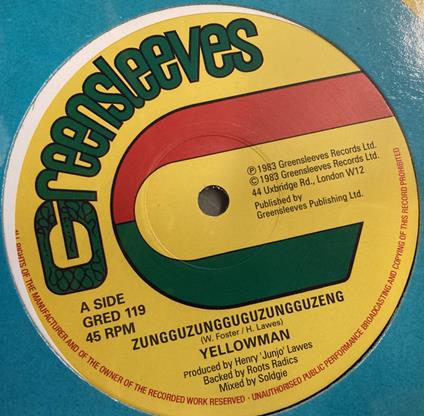 Greensleeves
℗ 1983 Greensleeves Records Ltd.
© 1983 Greensleeves Records Ltd.
44 Uxbridge Rd., London W12
Published by
Greensleeves Publishing Ltd.
A SIDE
GRED 119
45 RPM
ZUNGGUZUNGGUGUZUNGGUZENG
(W. Foster / H. Lawes)
YELLOWMAN
Produced by Henry 'Junjo' Lawes
Backed by Roots Radics
Mixed by Soldgie
ALL RIGHTS OF THE MANUFACTURER AND OF THE OWNER OF THE RECORDED WORK RESERVED - UNAUTHORISED PUBLIC PERFORMANCE BROADCASTING AND COPYING OF THIS RECORD PROHIBITED